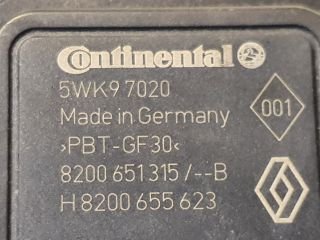 Continental
5WK9 7020
Made in Germany
001
>PBT-GF30<
8200 651 315 /--B
H 8200 655 623